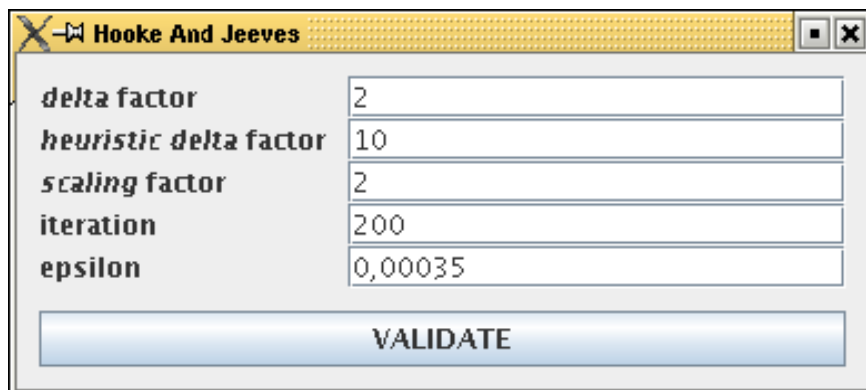 Hooke And Jeeves
delta factor 2
heuristic delta factor 10
scaling factor 2
iteration 200
epsilon 0,00035
VALIDATE